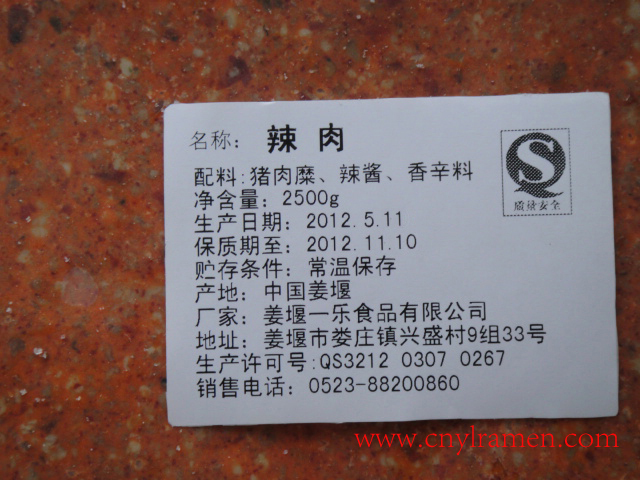 名称：辣肉
配料:猪肉糜、辣酱、香辛料
净含量：2500g
生产日期：2012.5.11
保质期至：2012.11.10
贮存条件：常温保存
产地：中国姜堰
厂家：姜堰一乐食品有限公司
地址：姜堰市娄庄镇兴盛村9组33号
生产许可号:QS3212 0307 0267
销售电话：0523-88200860
质量安全
www.cnylramen.com